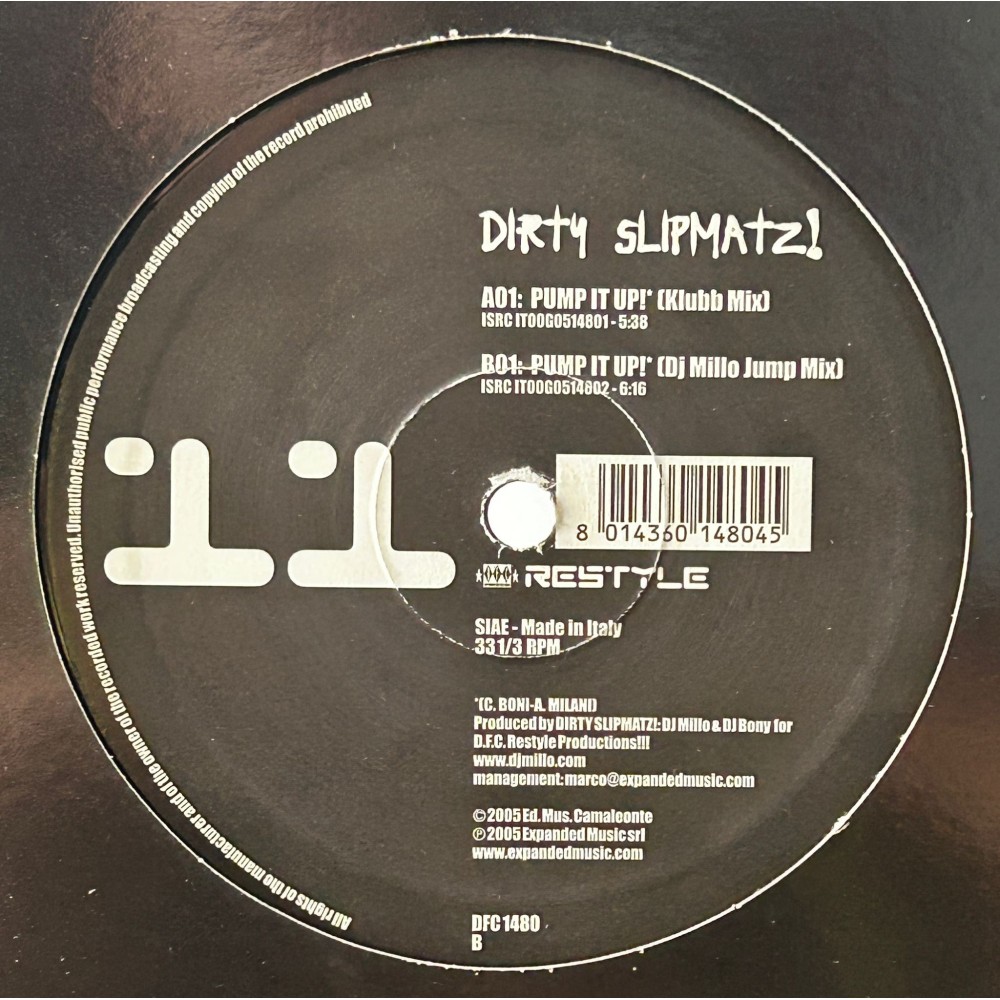 All rights of the manufacturer and of the owner of the recorded work reserved. Unauthorised public performance broadcasting and copying of the record prohibited
DIRTY SLIPMATZ!
A01: PUMP IT UP!* (Klubb Mix)
ISRC IT00G0514801 - 5:38
B01: PUMP IT UP!* (Dj Millo Jump Mix)
ISRC IT00G0514802 - 6:16
11
8 014360 148045
RESTYLE
SIAE - Made in Italy
33 1/3 RPM
*(C. BONI-A. MILANI)
Produced by DIRTY SLIPMATZ!: DJ Millo & DJ Bony for
D.F.C. Restyle Productions!!!
www.djmillo.com
management: marco@expandedmusic.com
© 2005 Ed. Mus. Camaleonte
℗ 2005 Expanded Music srl
www.expandedmusic.com
DFC 1480
B